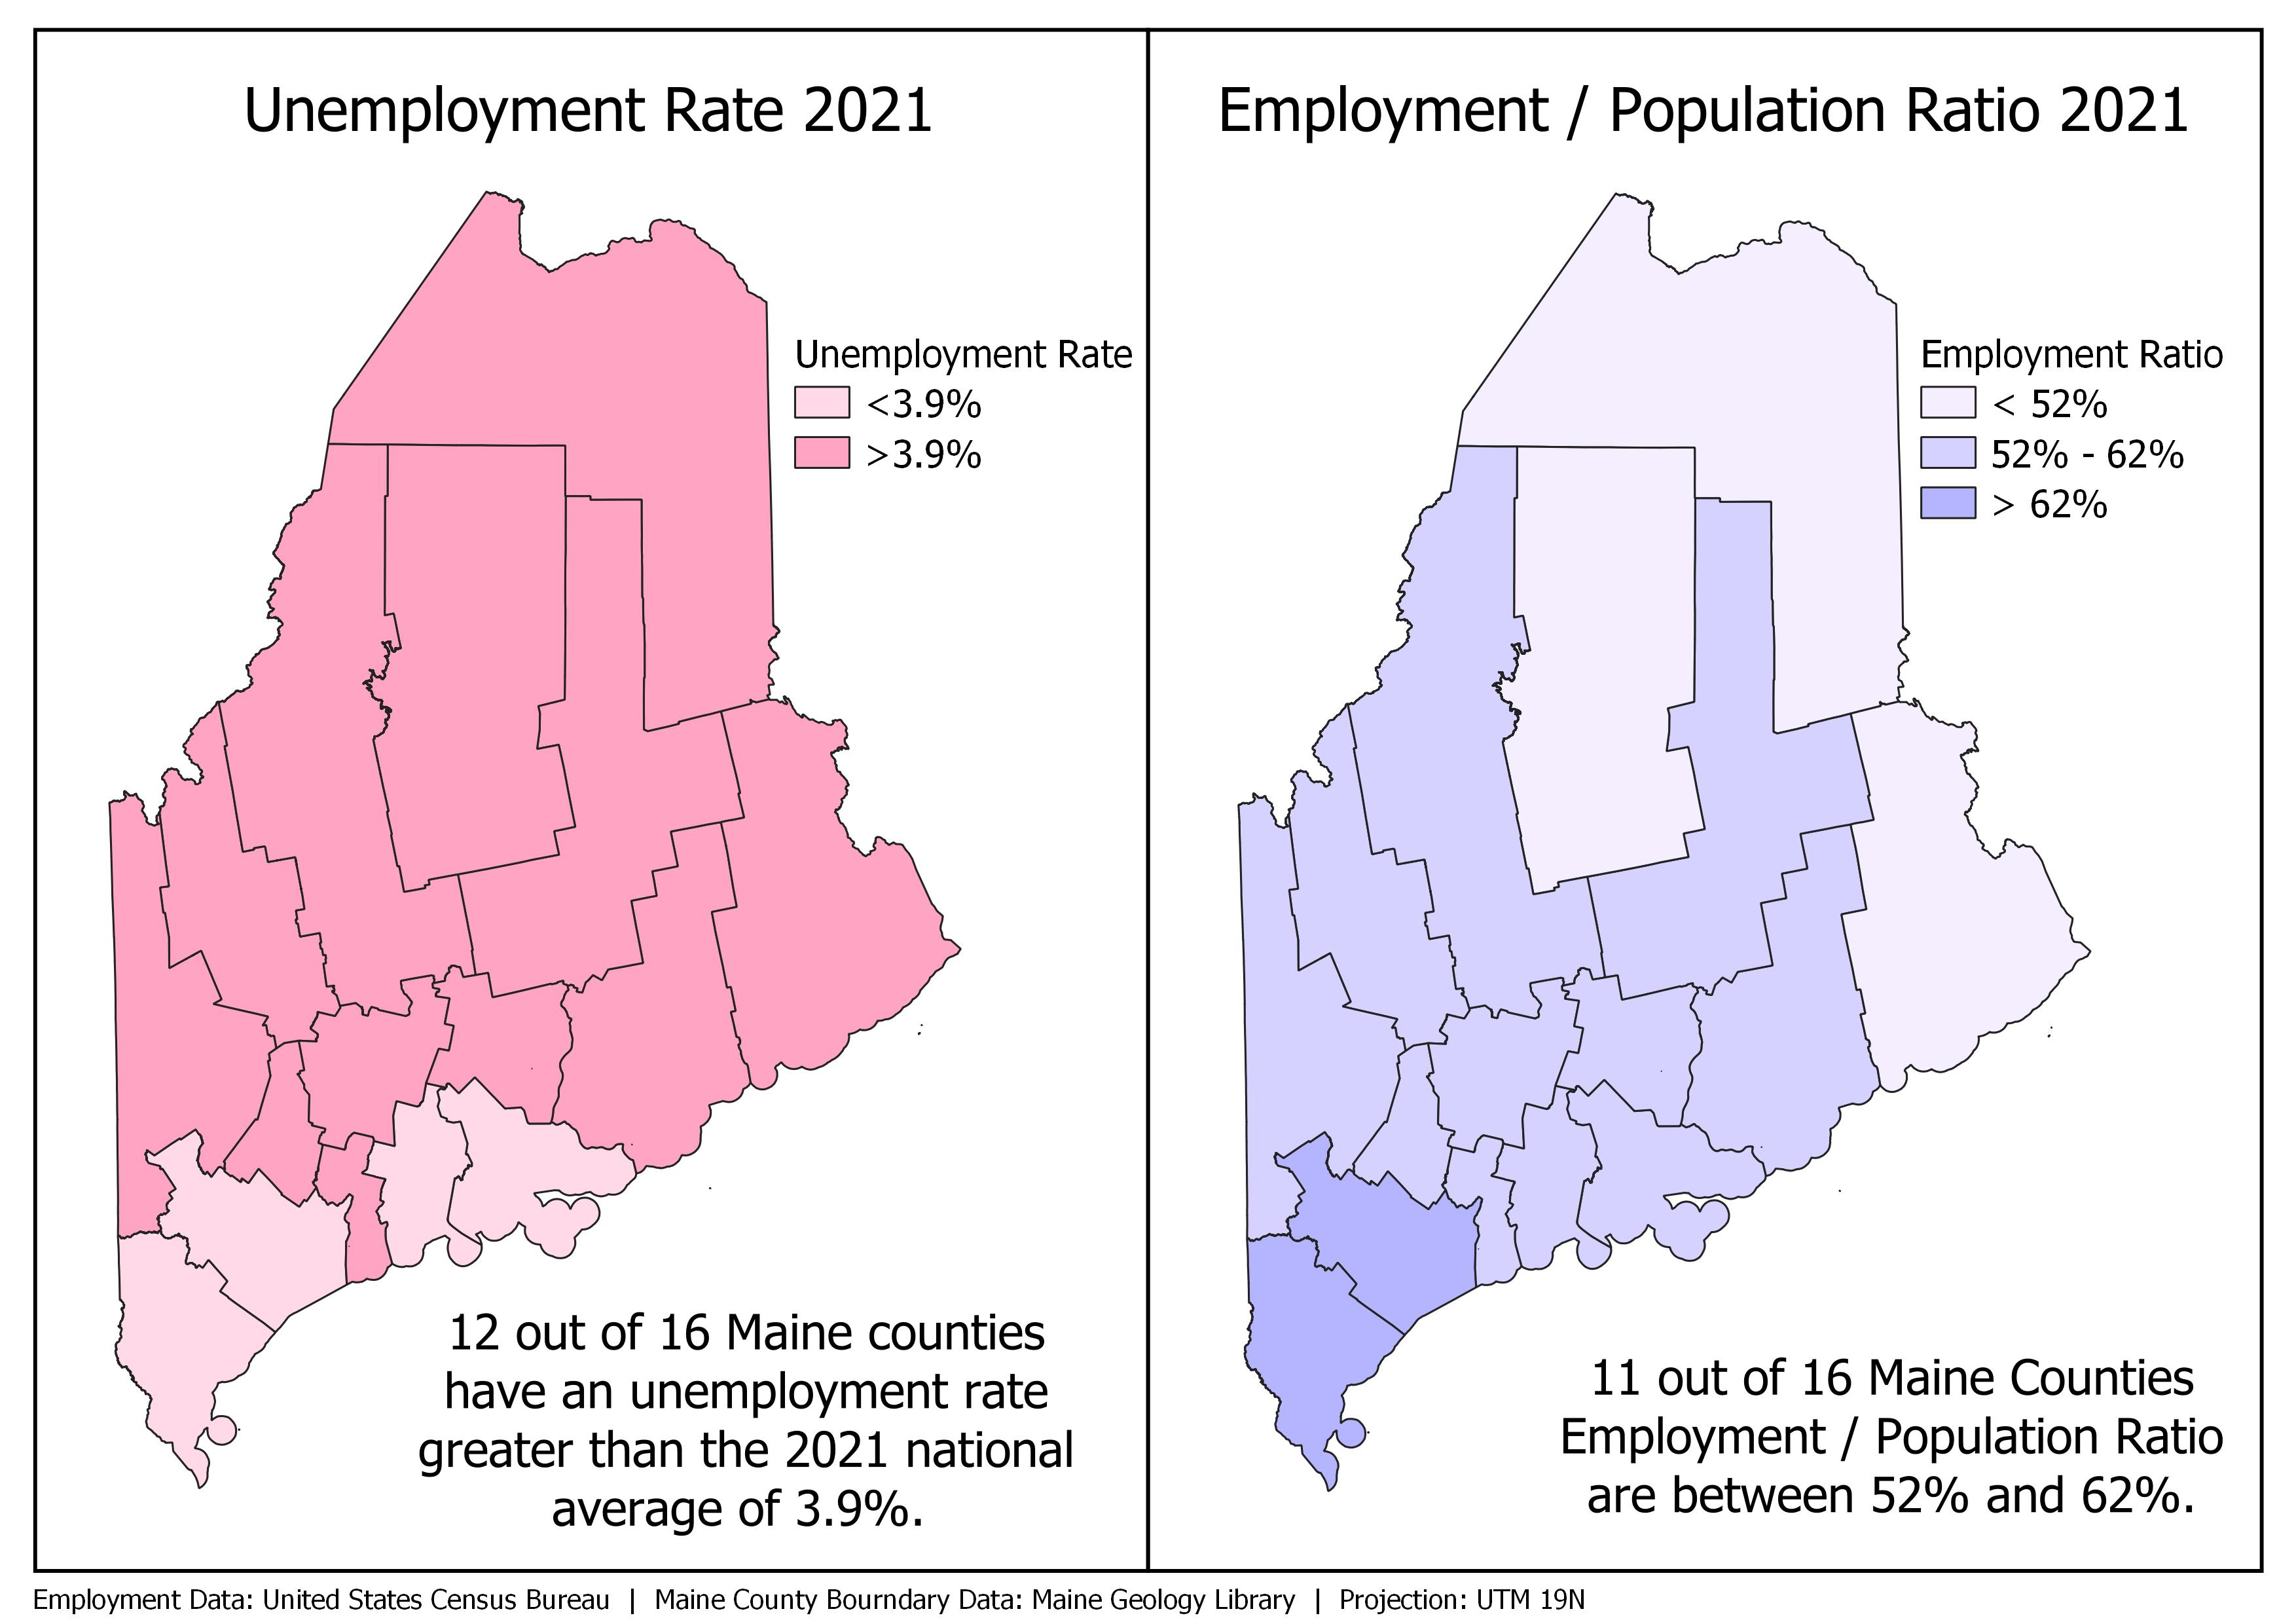 Unemployment Rate 2021
Unemployment Rate
<3.9%
>3.9%
12 out of 16 Maine counties
have an unemployment rate
greater than the 2021 national
average of 3.9%.
Employment / Population Ratio 2021
Employment Ratio
< 52%
52% - 62%
> 62%
11 out of 16 Maine Counties
Employment / Population Ratio
are between 52% and 62%.
Employment Data: United States Census Bureau | Maine County Bourndary Data: Maine Geology Library | Projection: UTM 19N